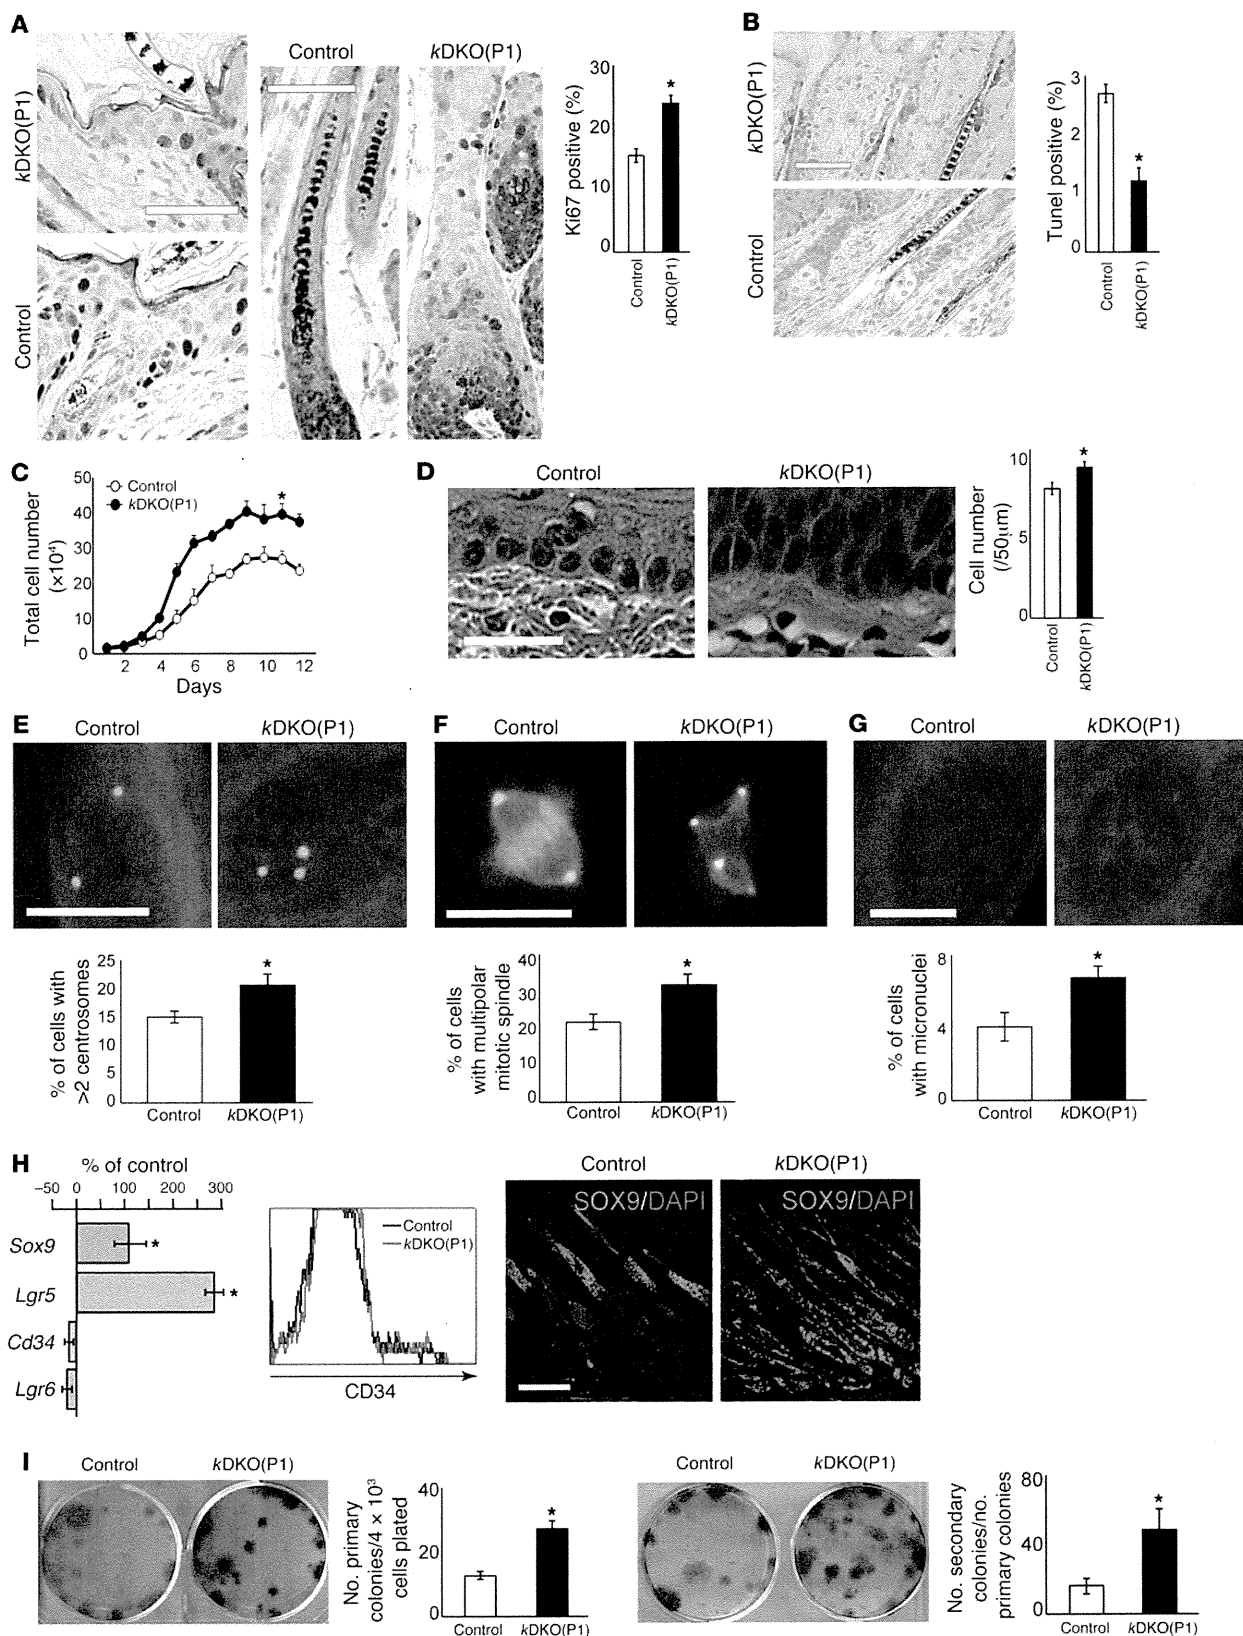 A
kDKO(P1)
Control
Control
kDKO(P1)
Ki67 positive (%)
30
20
10
0
Control
kDKO(P1)
B
kDKO(P1)
Control
Tunel positive (%)
3
2
1
0
Control
kDKO(P1)
C
Total cell number
(×10⁴)
50
40
30
20
10
0
Control
kDKO(P1)
*
2 4 6 8 10 12
Days
D
Control
kDKO(P1)
Cell number
(/50μm)
10
5
0
*
Control
kDKO(P1)
E
Control
kDKO(P1)
% of cells with
>2 centrosomes
25
20
15
10
5
0
*
Control
kDKO(P1)
F
Control
kDKO(P1)
% of cells
with multipolar
mitotic spindle
40
30
20
10
0
*
Control
kDKO(P1)
G
Control
kDKO(P1)
% of cells
with micronuclei
8
4
0
*
Control
kDKO(P1)
H
% of control
−50 0 100 200 300
Sox9 *
Lgr5 *
Cd34
Lgr6
Control
kDKO(P1)
CD34
Control
kDKO(P1)
SOX9/DAPI
SOX9/DAPI
I
Control
kDKO(P1)
No. primary
colonies/4 × 10³
cells plated
40
20
0
*
Control
kDKO(P1)
Control
kDKO(P1)
No. secondary
colonies/no.
primary colonies
80
40
0
*
Control
kDKO(P1)